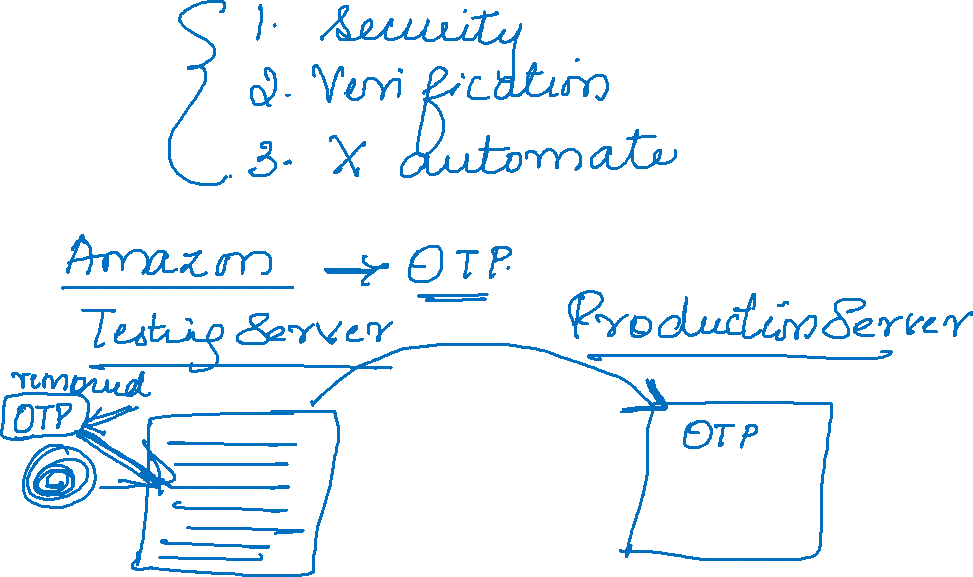 1. Security
2. Verification
3. X automate
Amazon → OTP.
Testing Server
Production Server
removed
OTP
OTP